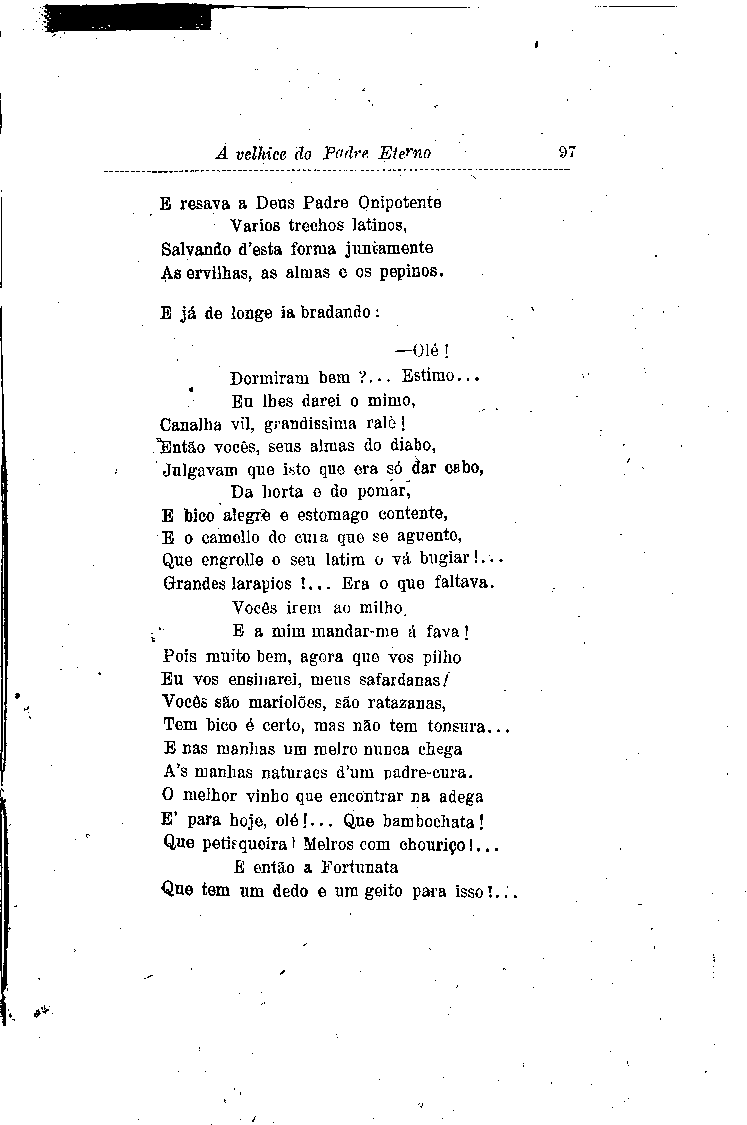 A velhice do Padre Eterno 97
E resava a Deus Padre Onipotente
Varios trechos latinos,
Salvando d'esta forma juntamente
As ervilhas, as almas e os pepinos.
E já de longe ia bradando:
—Olé!
Dormiram bem ?... Estimo...
Eu lhes darei o mimo,
Canalha vil, grandissima ralè!
Então vocês, seus almas do diabo,
Julgavam que isto que era só dar cabo,
Da horta e do pomar,
E bico alegre e estomago contente,
E o camello do cura que se aguente,
Que engrolle o seu latim e vá bugiar!...
Grandes larapios !... Era o que faltava.
Vocês irem ao milho,
E a mim mandar-me á fava!
Pois muito bem, agora que vos pilho
Eu vos ensinarei, meus safardanas!
Vocês são mariolões, são ratazanas,
Tem bico é certo, mas não tem tonsura...
E nas manhas um melro nunca chega
A's manhas naturaes d'um padre-cura.
O melhor vinho que encontrar na adega
E' para hoje, olé!... Que bambochata!
Que petisqueira! Melros com chouriço!...
E então a Fortunata
Que tem um dedo e um geito para isso!...